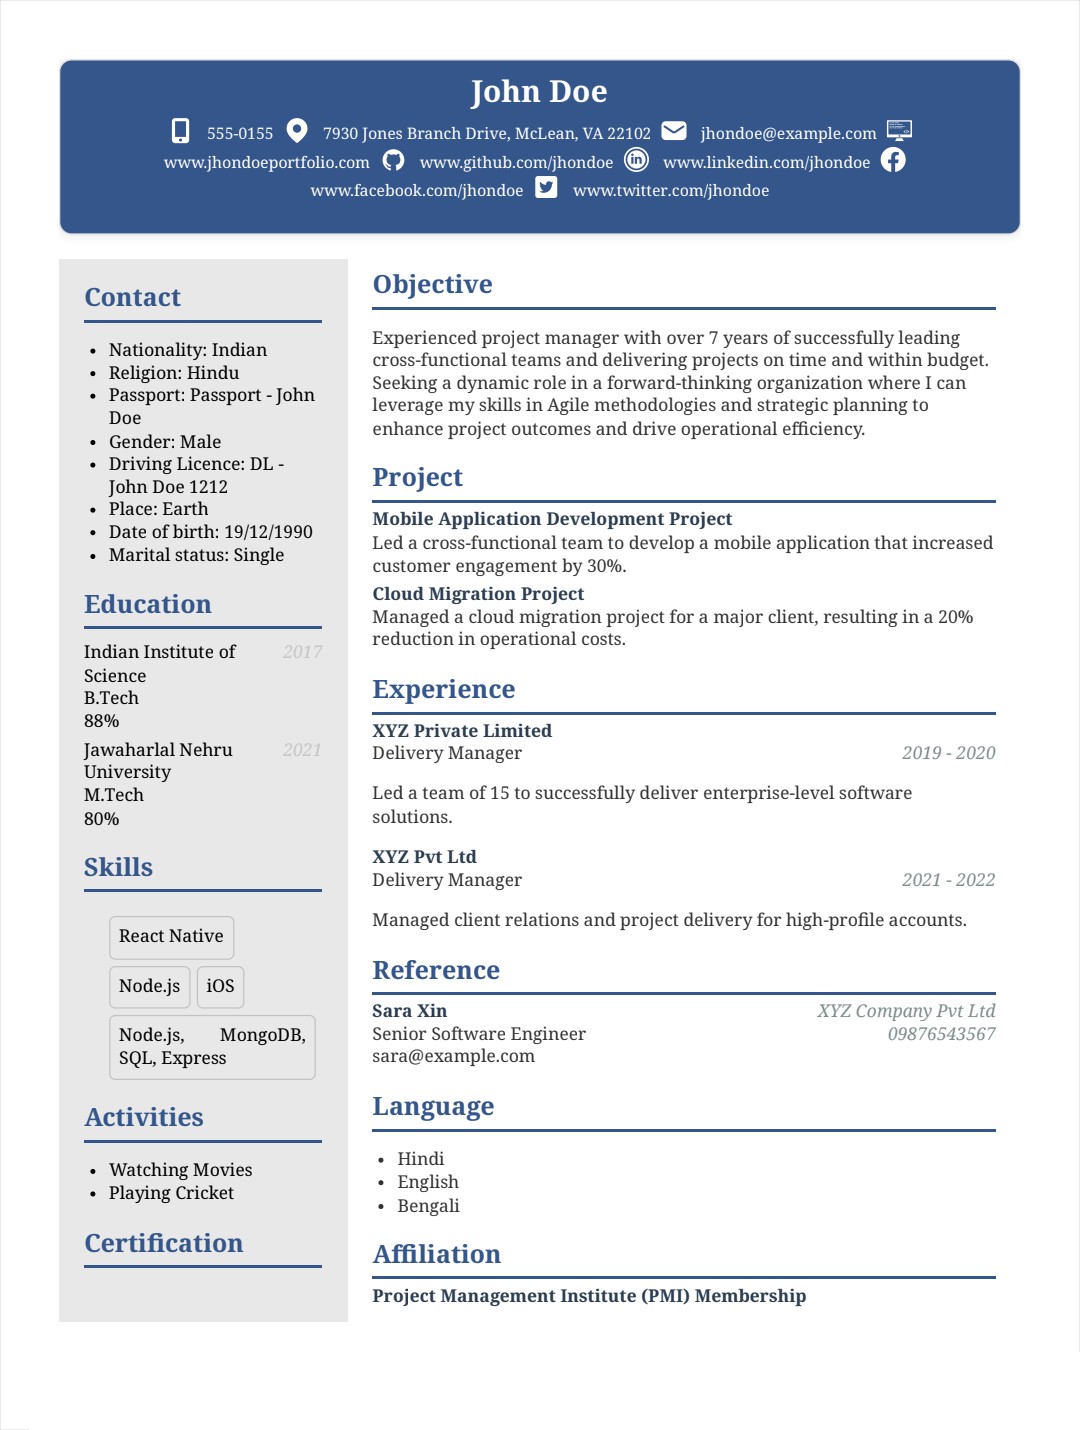 John Doe
555-0155 7930 Jones Branch Drive, McLean, VA 22102 jhondoe@example.com
www.jhondoeportfolio.com www.github.com/jhondoe www.linkedin.com/jhondoe
www.facebook.com/jhondoe www.twitter.com/jhondoe
Contact
• Nationality: Indian
• Religion: Hindu
• Passport: Passport - John
Doe
• Gender: Male
• Driving Licence: DL -
John Doe 1212
• Place: Earth
• Date of birth: 19/12/1990
• Marital status: Single
Education
Indian Institute of 2017
Science
B.Tech
88%
Jawaharlal Nehru 2021
University
M.Tech
80%
Skills
React Native
Node.js iOS
Node.js, MongoDB,
SQL, Express
Activities
• Watching Movies
• Playing Cricket
Certification
Objective
Experienced project manager with over 7 years of successfully leading
cross-functional teams and delivering projects on time and within budget.
Seeking a dynamic role in a forward-thinking organization where I can
leverage my skills in Agile methodologies and strategic planning to
enhance project outcomes and drive operational efficiency.
Project
Mobile Application Development Project
Led a cross-functional team to develop a mobile application that increased
customer engagement by 30%.
Cloud Migration Project
Managed a cloud migration project for a major client, resulting in a 20%
reduction in operational costs.
Experience
XYZ Private Limited
Delivery Manager 2019 - 2020
Led a team of 15 to successfully deliver enterprise-level software
solutions.
XYZ Pvt Ltd
Delivery Manager 2021 - 2022
Managed client relations and project delivery for high-profile accounts.
Reference
Sara Xin XYZ Company Pvt Ltd
Senior Software Engineer 09876543567
sara@example.com
Language
• Hindi
• English
• Bengali
Affiliation
Project Management Institute (PMI) Membership